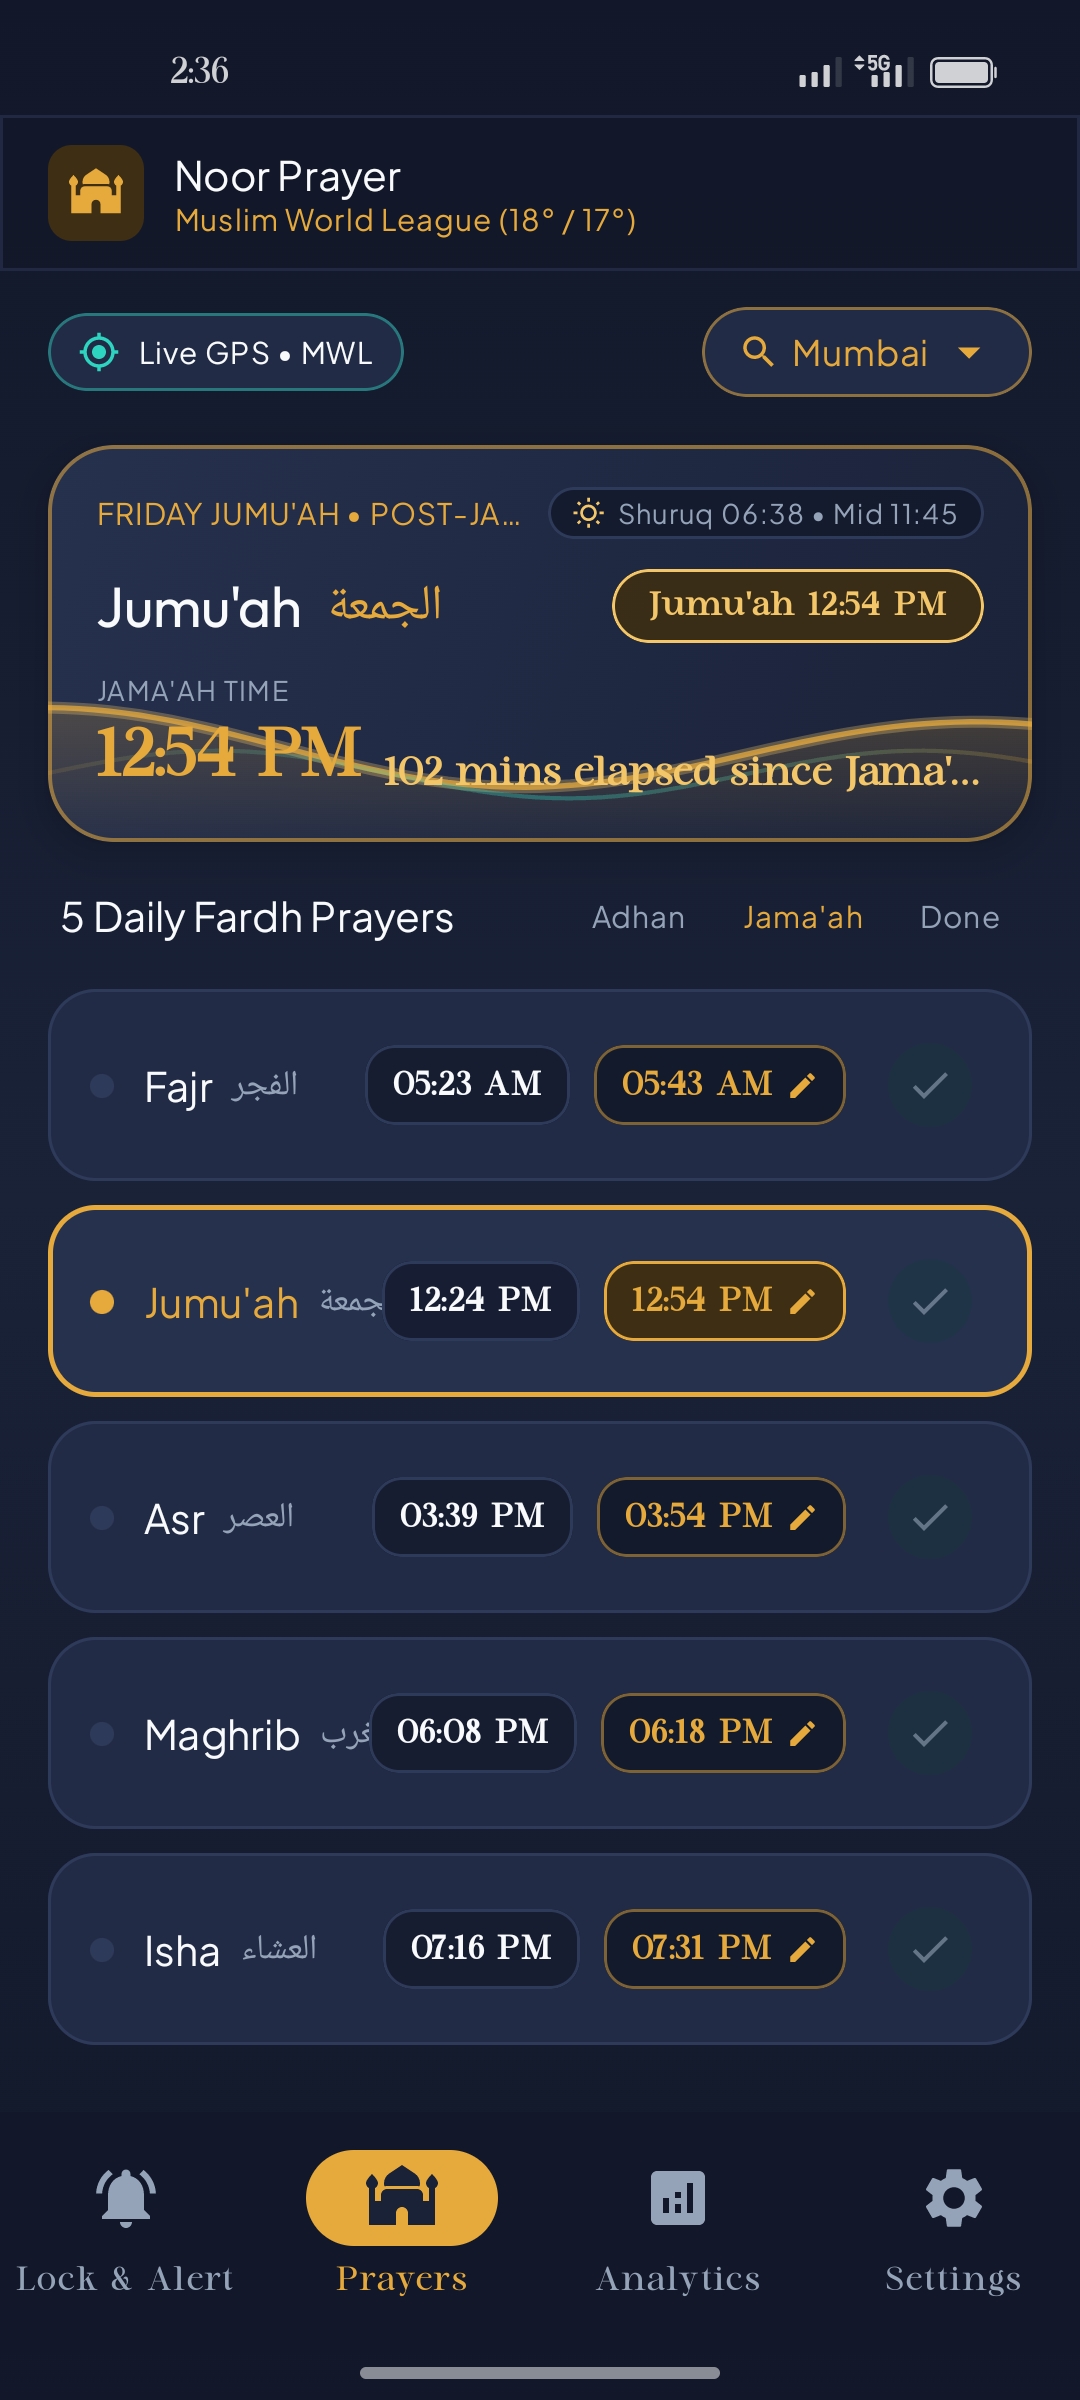 2:36
5G
Noor Prayer
Muslim World League (18° / 17°)
Live GPS • MWL
Mumbai
FRIDAY JUMU'AH • POST-JA...
Shuruq 06:38 • Mid 11:45
Jumu'ah الجمعة
Jumu'ah 12:54 PM
JAMA'AH TIME
12:54 PM 102 mins elapsed since Jama'...
5 Daily Fardh Prayers Adhan Jama'ah Done
Fajr الفجر 05:23 AM 05:43 AM
Jumu'ah جمعة 12:24 PM 12:54 PM
Asr العصر 03:39 PM 03:54 PM
Maghrib غرب 06:08 PM 06:18 PM
Isha العشاء 07:16 PM 07:31 PM
Lock & Alert Prayers Analytics Settings